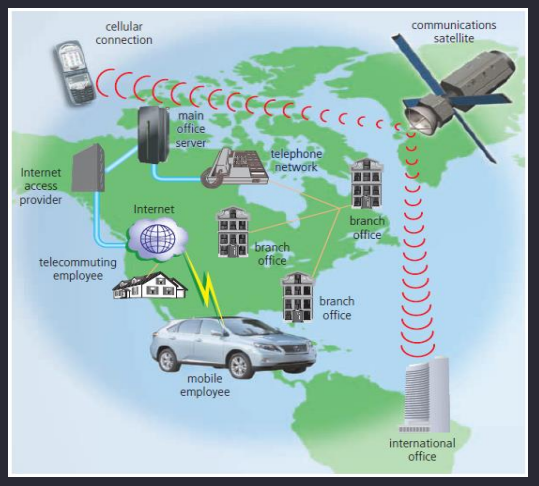 cellular
connection
communications
satellite
main
office
server
telephone
network
Internet
access
provider
Internet
branch
office
branch
office
telecommuting
employee
branch
office
mobile
employee
international
office